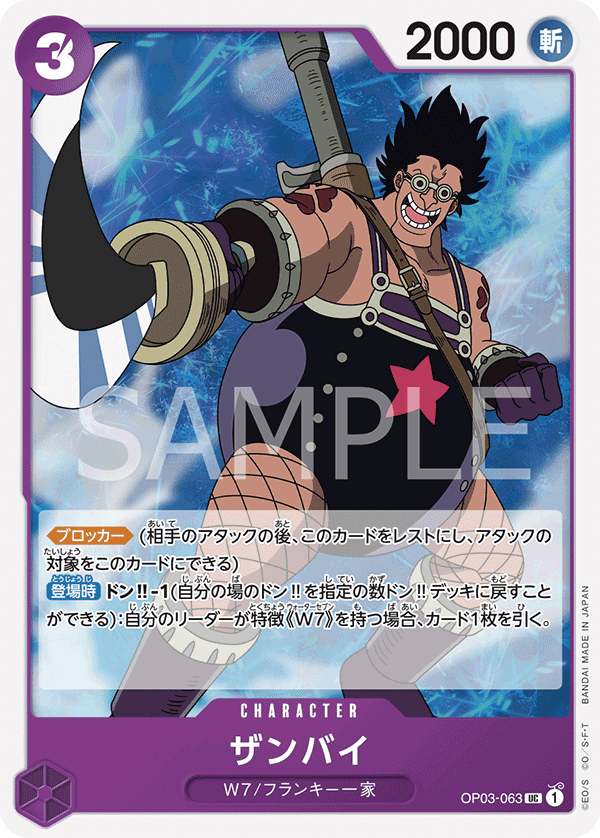 3
2000 斬
SAMPLE
ブロッカー (相手のアタックの後、このカードをレストにし、アタックの
対象をこのカードにできる)
登場時 ドン!!-1(自分の場のドン!!を指定の数ドン!!デッキに戻すこと
ができる):自分のリーダーが特徴《W7》を持つ場合、カード1枚を引く。
CHARACTER
ザンバイ
W7/フランキー一家
OP03-063 UC 1
©E.O/S ©O/S・F・T BANDAI MADE IN JAPAN